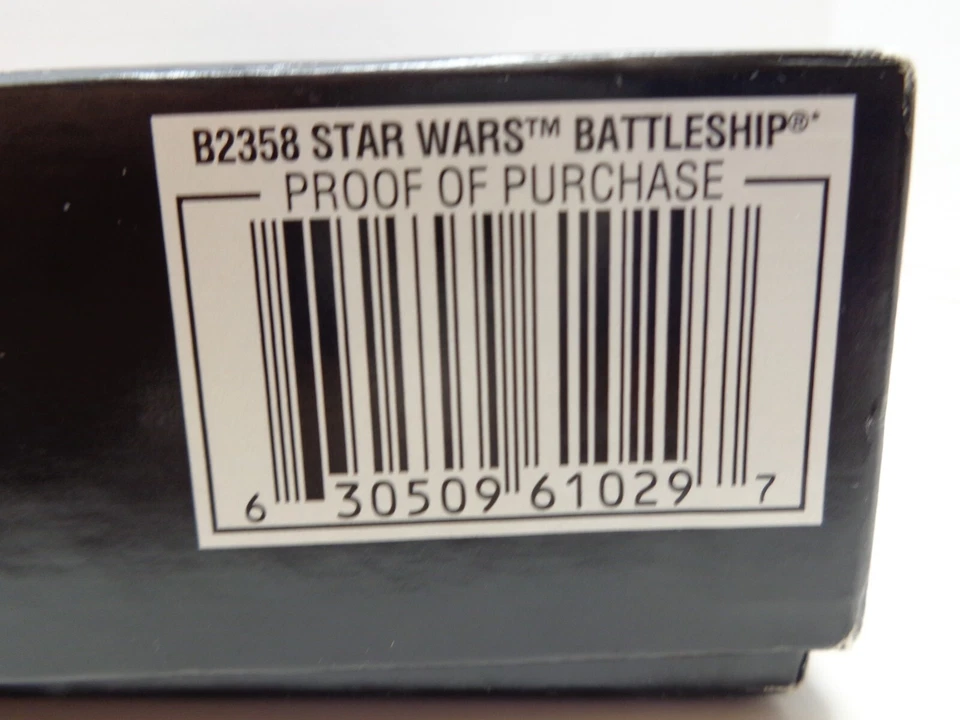 B2358 STAR WARS™ BATTLESHIP®*
PROOF OF PURCHASE
6 30509 61029 7